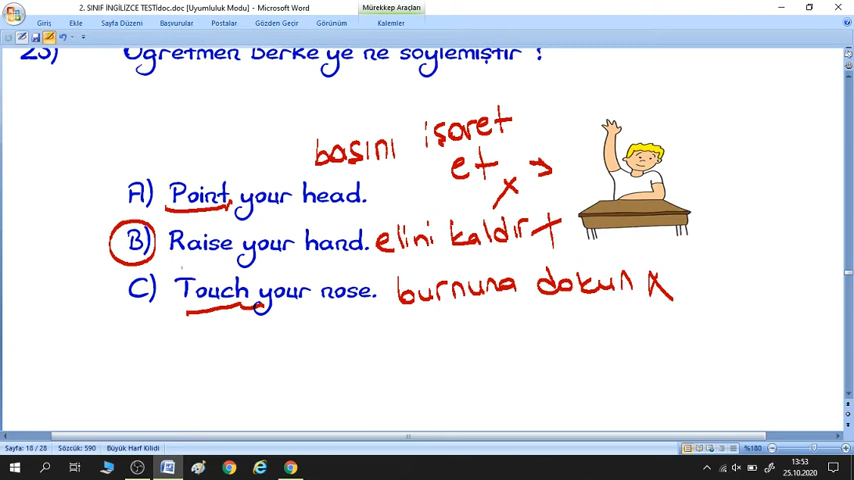 2. SINIF İNGİLİZCE TESTİdoc.doc [Uyumluluk Modu] - Microsoft Word
Mürekkep Araçları
Giriş Ekle Sayfa Düzeni Başvurular Postalar Gözden Geçir Görünüm Kalemler
23) Öğretmen Berke'ye ne söylemiştir ?
başını işaret
et x
A) Point your head.
B) Raise your hand. elini kaldır +
C) Touch your nose. burnuna dokun x
Sayfa: 18 / 28 Sözcük: 590 Büyük Harf Kilidi %180
13:53
25.10.2020